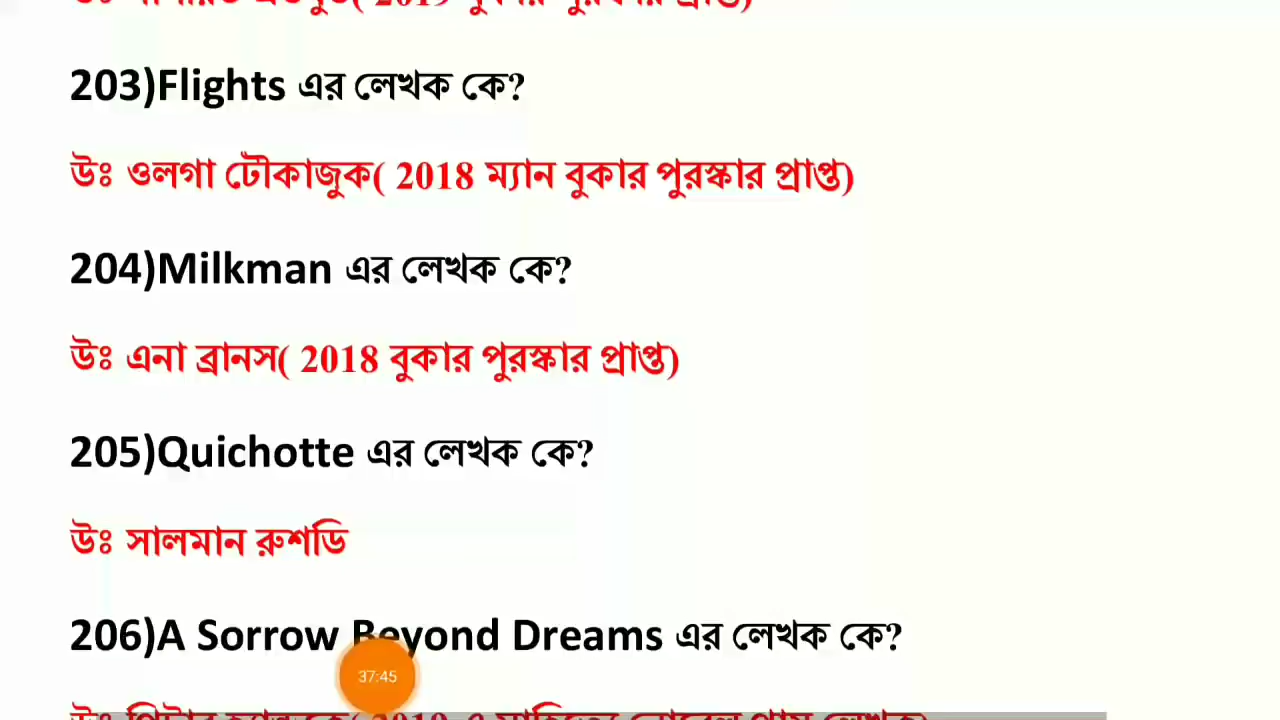 203)Flights এর লেখক কে?
উঃ ওলগা টৌকাজুক( 2018 ম্যান বুকার পুরস্কার প্রাপ্ত)
204)Milkman এর লেখক কে?
উঃ এনা ব্রানস( 2018 বুকার পুরস্কার প্রাপ্ত)
205)Quichotte এর লেখক কে?
উঃ সালমান রুশডি
206)A Sorrow Beyond Dreams এর লেখক কে?
37:45